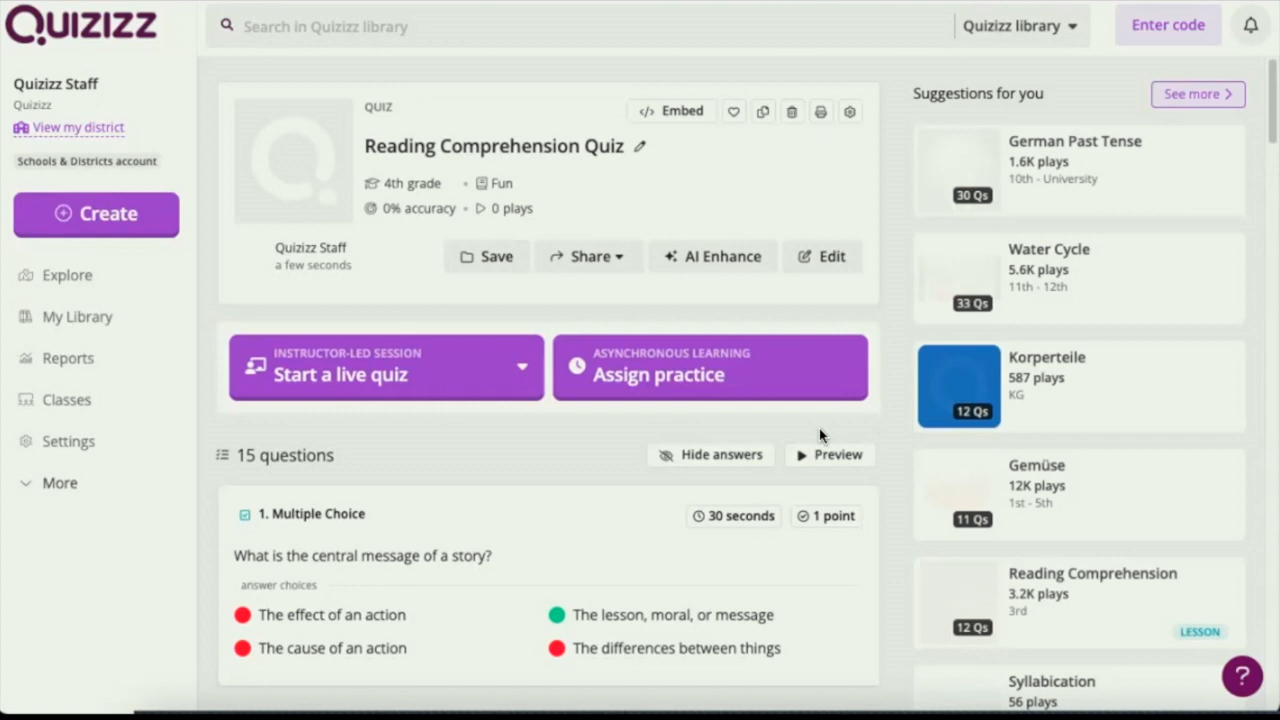 QUIZIZZ
Search in Quizizz library
Quizizz library
Enter code
Quizizz Staff
Quizizz
View my district
Schools & Districts account
Create
Explore
My Library
Reports
Classes
Settings
More
QUIZ
</> Embed
Reading Comprehension Quiz
4th grade • Fun
0% accuracy • 0 plays
Quizizz Staff
a few seconds
Save
Share
AI Enhance
Edit
INSTRUCTOR-LED SESSION
Start a live quiz
ASYNCHRONOUS LEARNING
Assign practice
15 questions
Hide answers
Preview
1. Multiple Choice
30 seconds
1 point
What is the central message of a story?
answer choices
The effect of an action
The lesson, moral, or message
The cause of an action
The differences between things
Suggestions for you
See more >
German Past Tense
1.6K plays
10th - University
30 Qs
Water Cycle
5.6K plays
11th - 12th
33 Qs
Korperteile
587 plays
KG
12 Qs
Gemüse
12K plays
1st - 5th
11 Qs
Reading Comprehension
3.2K plays
3rd
12 Qs
LESSON
Syllabication
56 plays
?